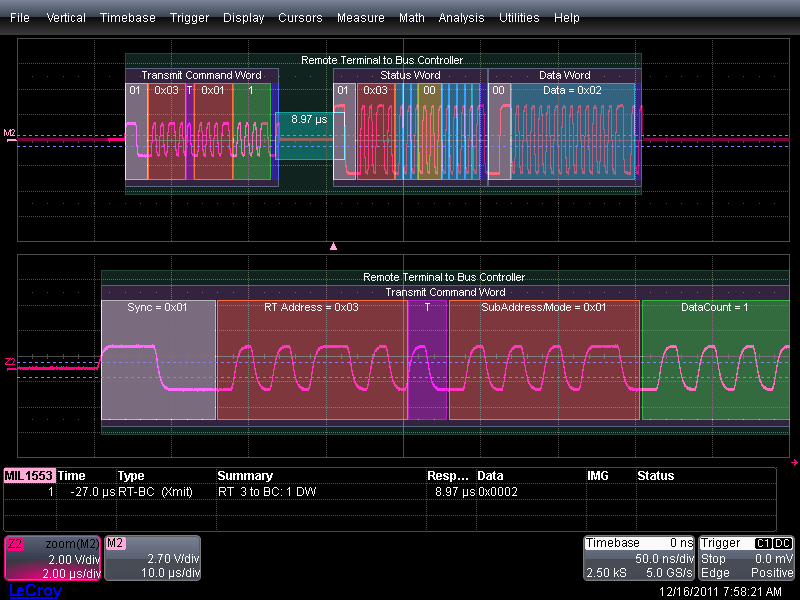 File Vertical Timebase Trigger Display Cursors Measure Math Analysis Utilities Help
Remote Terminal to Bus Controller
Transmit Command Word Status Word Data Word
01 0x03 T 0x01 1 01 0x03 00 00 Data = 0x02
8.97 µs
M2
Remote Terminal to Bus Controller
Transmit Command Word
Sync = 0x01 RT Address = 0x03 T SubAddress/Mode = 0x01 DataCount = 1
Z2
MIL1553 Time Type Summary Resp... Data IMG Status
1 -27.0 µs RT-BC (Xmit) RT 3 to BC: 1 DW 8.97 µs 0x0002
Z2 zoom(M2)
2.00 V/div
2.00 µs/div
M2
2.70 V/div
10.0 µs/div
Timebase 0 ns
50.0 ns/div
2.50 kS 5.0 GS/s
Trigger C1 DC
Stop 0.0 mV
Edge Positive
LeCroy
12/16/2011 7:58:21 AM